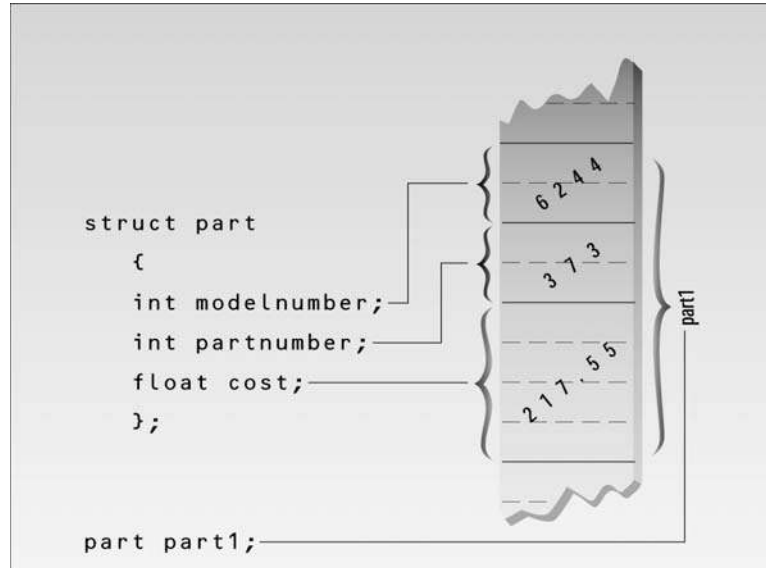 struct part
{
int modelnumber;
int partnumber;
float cost;
};
part part1;
6244
373
217.55
part1